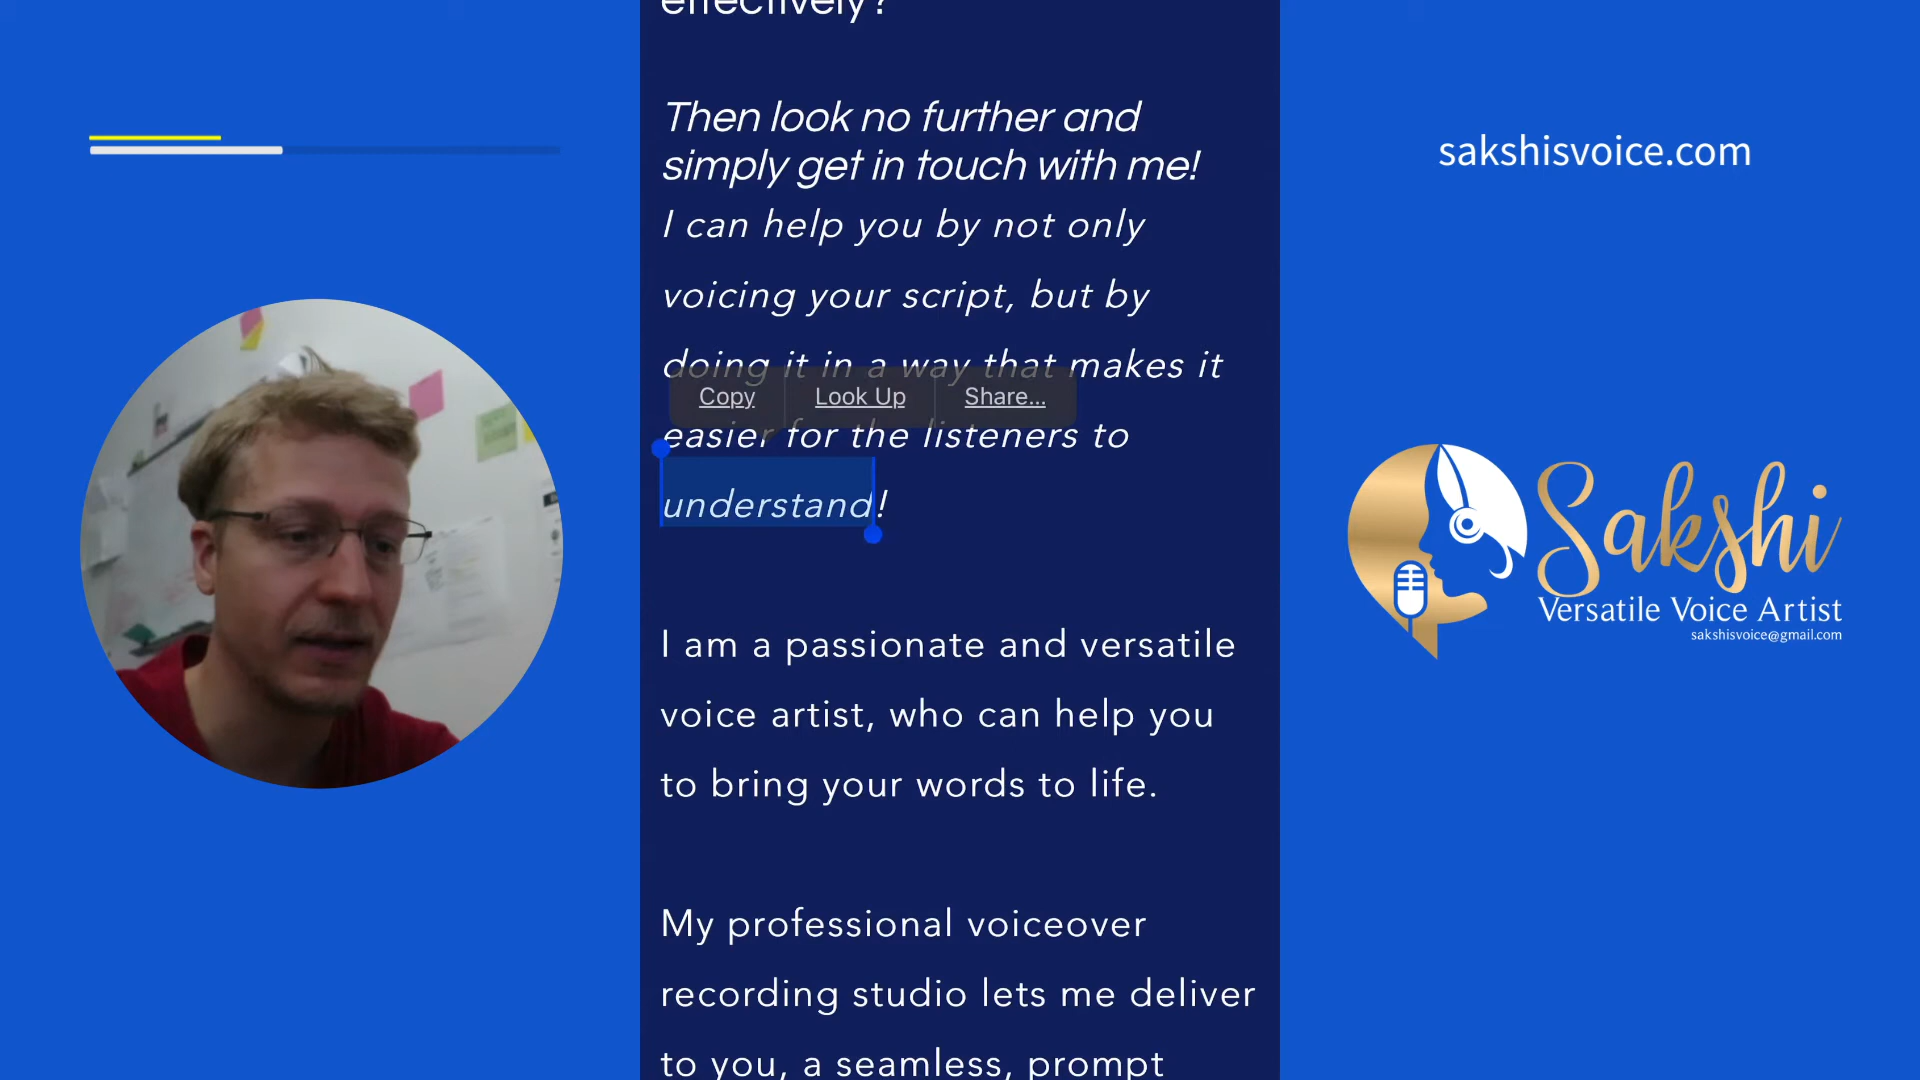 effectively?
Then look no further and
simply get in touch with me!
I can help you by not only
voicing your script, but by
doing it in a way that makes it
Copy Look Up Share...
easier for the listeners to
understand!
I am a passionate and versatile
voice artist, who can help you
to bring your words to life.
My professional voiceover
recording studio lets me deliver
to you, a seamless, prompt
sakshisvoice.com
Sakshi
Versatile Voice Artist
sakshisvoice@gmail.com